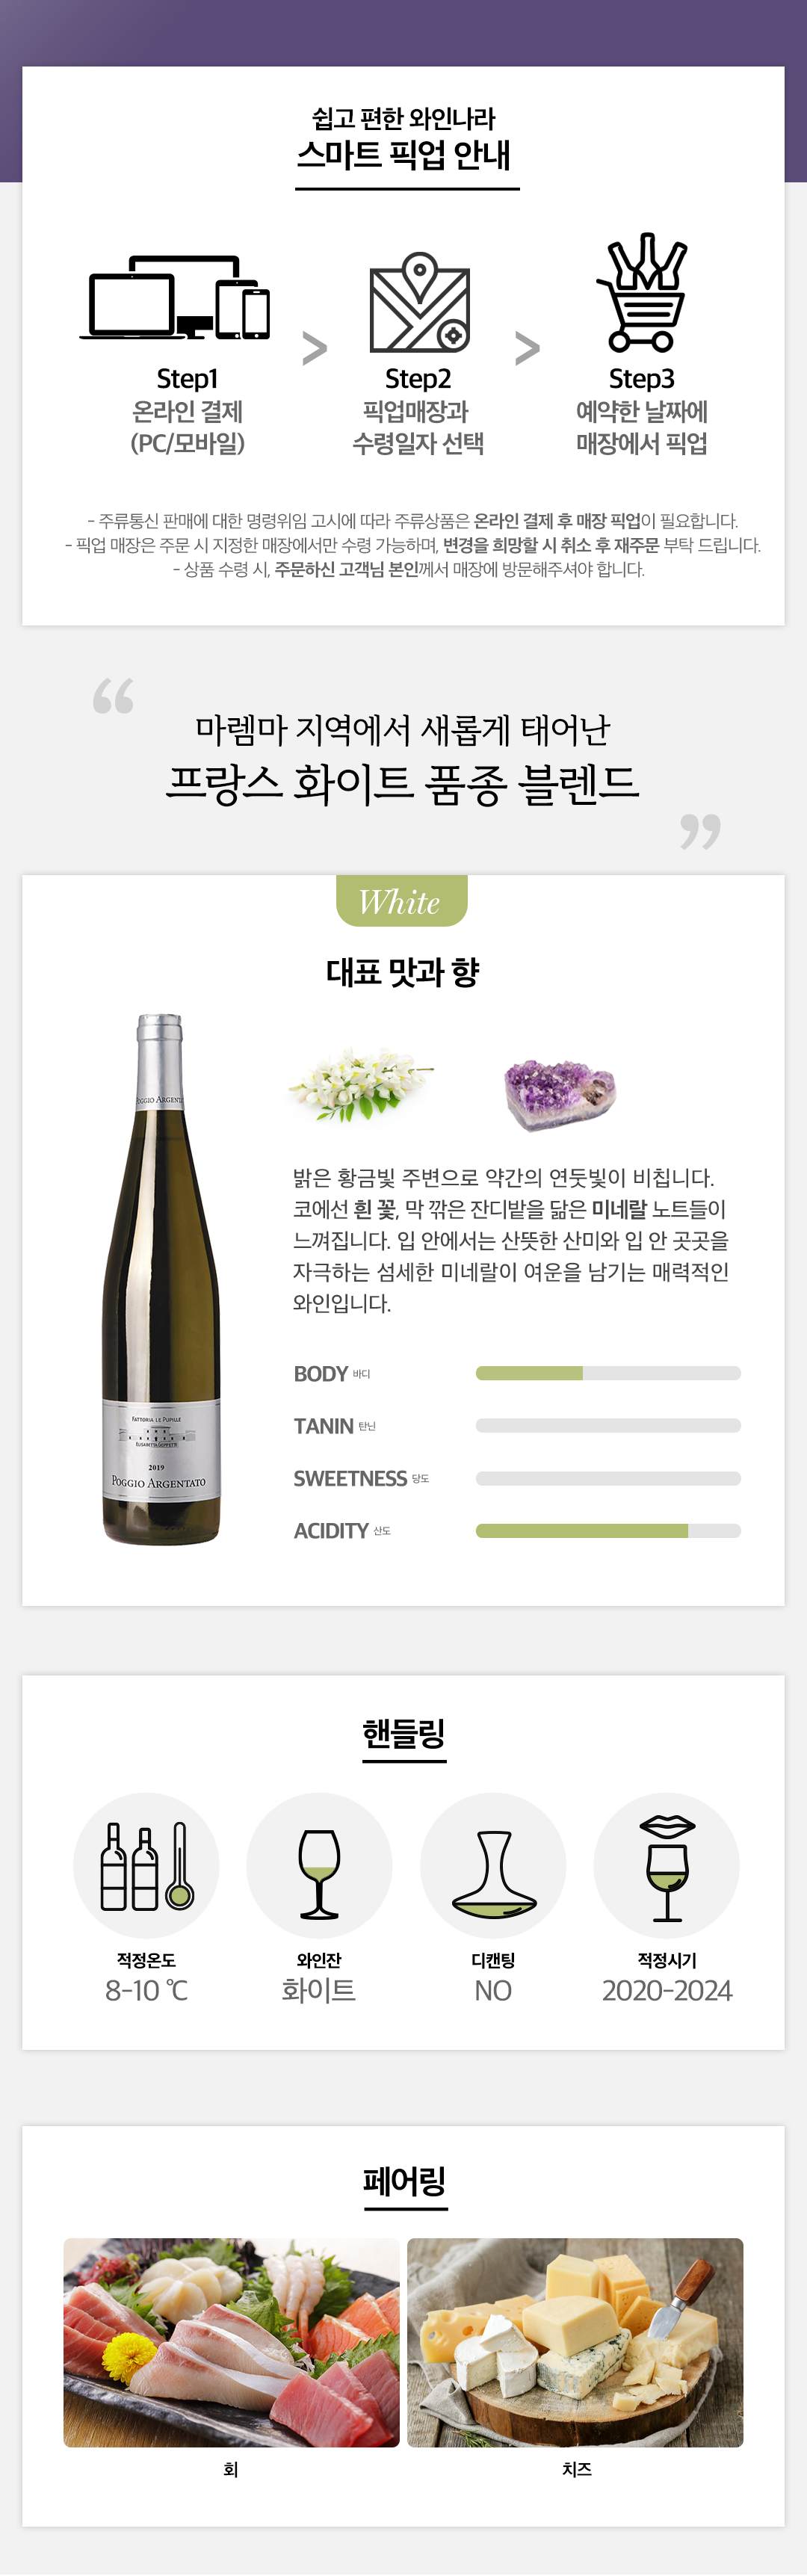 쉽고 편한 와인나라
스마트 픽업 안내
> >
Step1 Step2 Step3
온라인 결제 픽업매장과 예약한 날짜에
(PC/모바일) 수령일자 선택 매장에서 픽업
- 주류통신 판매에 대한 명령위임 고시에 따라 주류상품은 온라인 결제 후 매장 픽업이 필요합니다.
- 픽업 매장은 주문 시 지정한 매장에서만 수령 가능하며, 변경을 희망할 시 취소 후 재주문 부탁 드립니다.
- 상품 수령 시, 주문하신 고객님 본인께서 매장에 방문해주셔야 합니다.
“
마렘마 지역에서 새롭게 태어난
프랑스 화이트 품종 블렌드
”
White
대표 맛과 향
POGGIO ARGENT
밝은 황금빛 주변으로 약간의 연둣빛이 비칩니다.
코에선 흰 꽃, 막 깎은 잔디밭을 닮은 미네랄 노트들이
느껴집니다. 입 안에서는 산뜻한 산미와 입 안 곳곳을
자극하는 섬세한 미네랄이 여운을 남기는 매력적인
와인입니다.
BODY 바디
TANIN 탄닌
SWEETNESS 당도
ACIDITY 산도
FATTORIA LE PUPILLE
ELISABETTA GEPPETTI
2019
POGGIO ARGENTATO
핸들링
적정온도 와인잔 디캔팅 적정시기
8-10 ℃ 화이트 NO 2020-2024
페어링
회 치즈